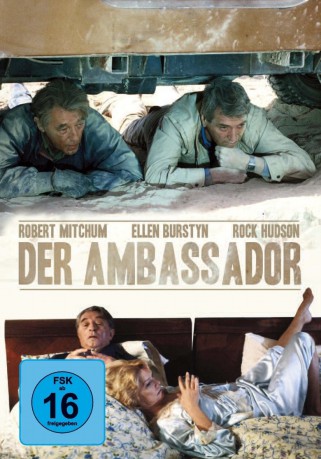 ROBERT MITCHUM ELLEN BURSTYN ROCK HUDSON
DER AMBASSADOR
FSK
ab
16
freigegeben